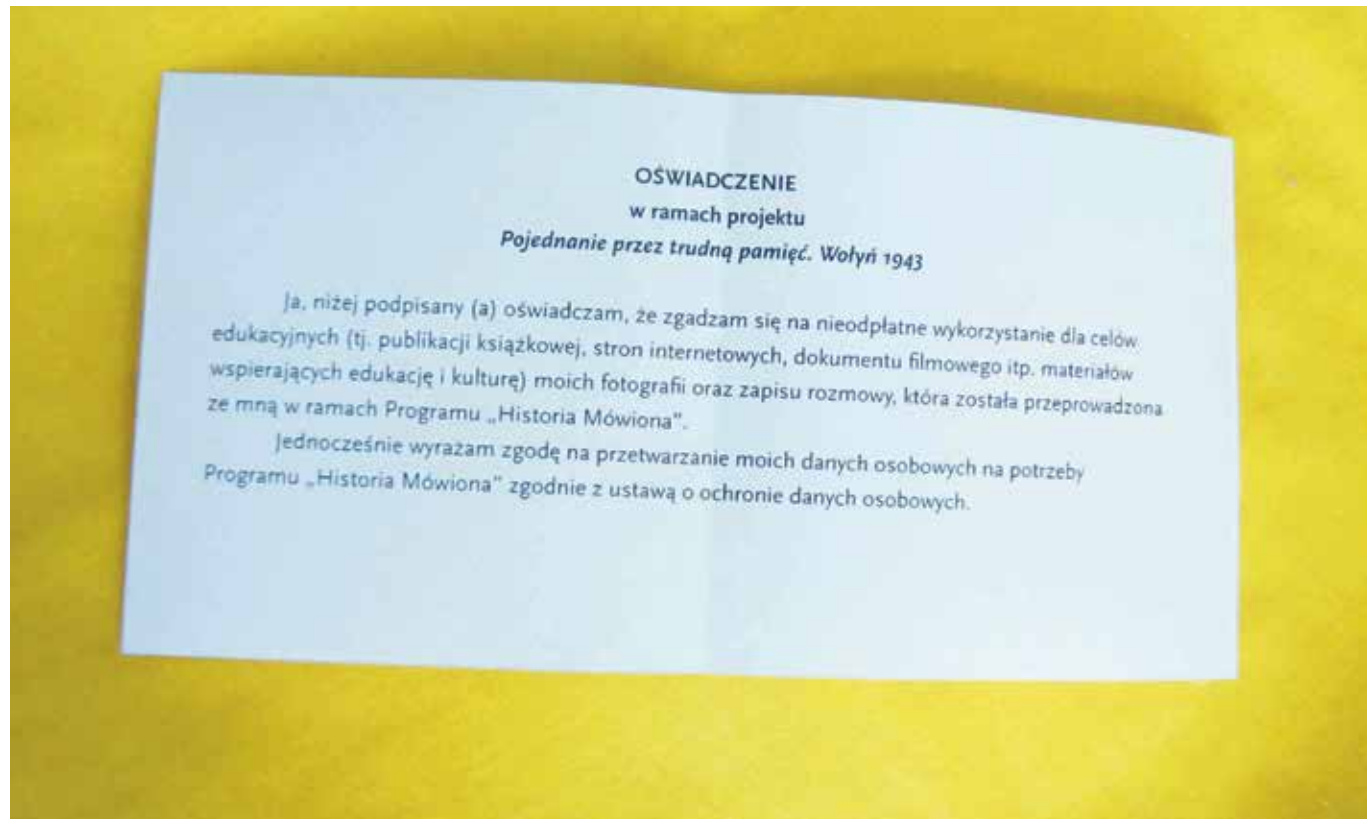 OŚWIADCZENIE
w ramach projektu
Pojednanie przez trudną pamięć. Wołyń 1943
Ja, niżej podpisany (a) oświadczam, że zgadzam się na nieodpłatne wykorzystanie dla celów
edukacyjnych (tj. publikacji książkowej, stron internetowych, dokumentu filmowego itp. materiałów
wspierających edukację i kulturę) moich fotografii oraz zapisu rozmowy, która została przeprowadzona
ze mną w ramach Programu „Historia Mówiona".
Jednocześnie wyrażam zgodę na przetwarzanie moich danych osobowych na potrzeby
Programu „Historia Mówiona" zgodnie z ustawą o ochronie danych osobowych.